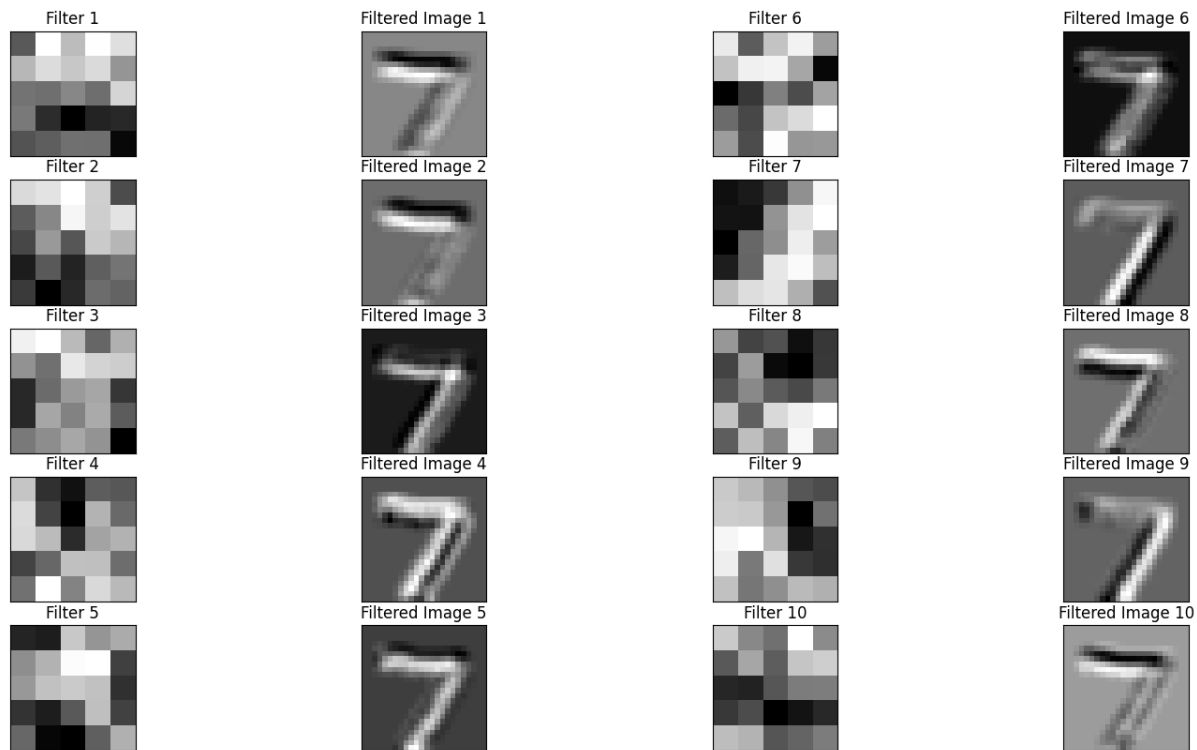 Filter 1
Filtered Image 1
Filter 6
Filtered Image 6
Filter 2
Filtered Image 2
Filter 7
Filtered Image 7
Filter 3
Filtered Image 3
Filter 8
Filtered Image 8
Filter 4
Filtered Image 4
Filter 9
Filtered Image 9
Filter 5
Filtered Image 5
Filter 10
Filtered Image 10